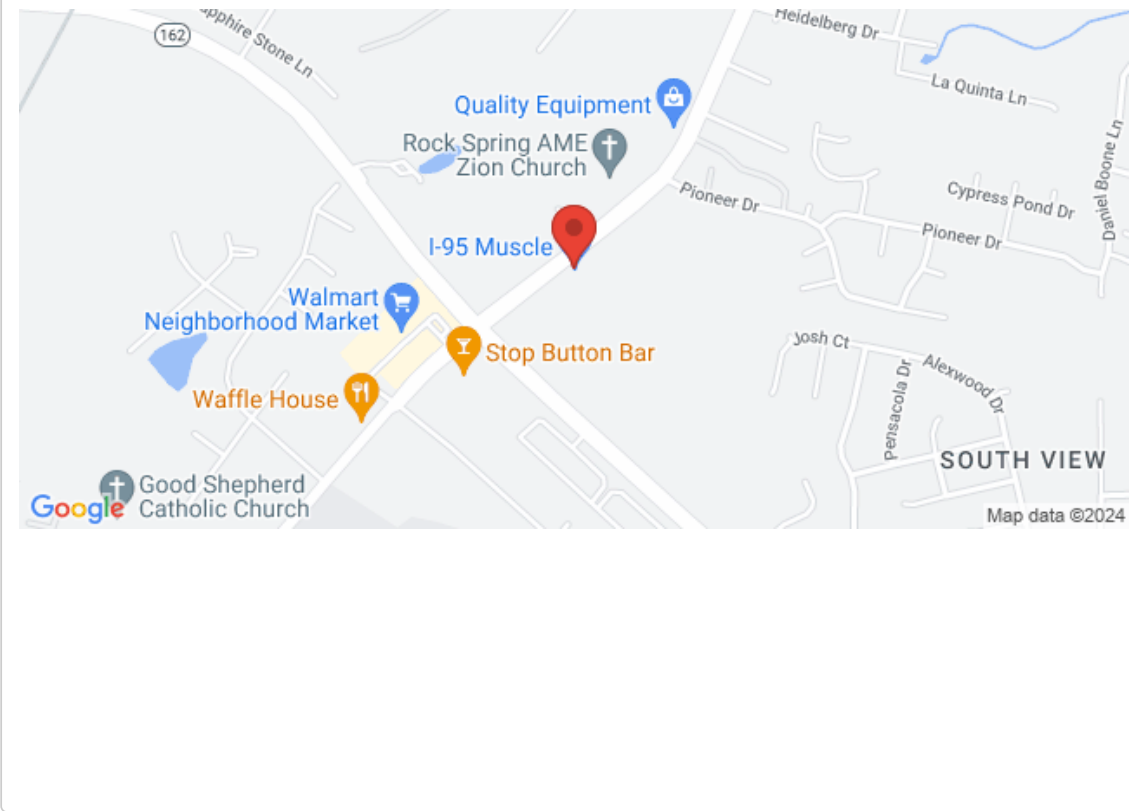 Sapphire Stone Ln
162
Heidelberg Dr
La Quinta Ln
Quality Equipment
Rock Spring AME
Zion Church
Pioneer Dr
Cypress Pond Dr
Daniel Boone Ln
Pioneer Dr
I-95 Muscle
Walmart
Neighborhood Market
Stop Button Bar
Josh Ct
Alexwood Dr
Pensacola Dr
Waffle House
SOUTH VIEW
Good Shepherd
Catholic Church
Google
Map data ©2024